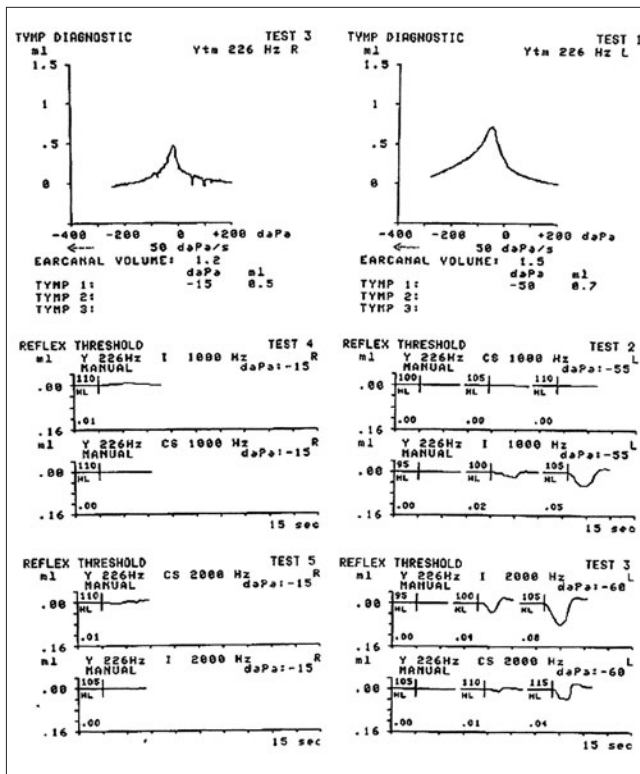 TYMP DIAGNOSTIC TEST 3
ml Ytm 226 Hz R
1.5
1
.5
0
-400 -200 0 +200 daPa
<--- 50 daPa/s
EARCANAL VOLUME: 1.2
daPa ml
TYMP 1: -15 0.5
TYMP 2:
TYMP 3:
TYMP DIAGNOSTIC TEST 1
ml Ytm 226 Hz L
1.5
1
.5
0
-400 -200 0 +200 daPa
<--- 50 daPa/s
EARCANAL VOLUME: 1.5
daPa ml
TYMP 1: -50 0.7
TYMP 2:
TYMP 3:
REFLEX THRESHOLD TEST 4
ml Y 226Hz I 1000 Hz R
MANUAL daPa:-15
.00 110
HL
.16 .01
Y 226Hz CS 1000 Hz
MANUAL daPa:-15
.00 110
HL
.00
.16
15 sec
REFLEX THRESHOLD TEST 2
ml Y 226Hz CS 1000 Hz L
MANUAL daPa:-55
.00 100 105 110
HL HL HL
.00 .00 .00
.16
ml Y 226Hz I 1000 Hz L
MANUAL daPa:-55
.00 95 100 105
HL HL HL
.00 .02 .05
.16
15 sec
REFLEX THRESHOLD TEST 5
ml Y 226Hz CS 2000 Hz R
MANUAL daPa:-15
.00 110
HL
.01
.16
ml Y 226Hz I 2000 Hz R
MANUAL daPa:-15
.00 105
HL
.00
.16
15 sec
REFLEX THRESHOLD TEST 3
ml Y 226Hz I 2000 Hz L
MANUAL daPa:-60
.00 95 100 105
HL HL HL
.00 .04 .08
.16
ml Y 226Hz CS 2000 Hz L
MANUAL daPa:-60
.00 105 110 115
HL HL HL
.00 .01 .04
.16
15 sec